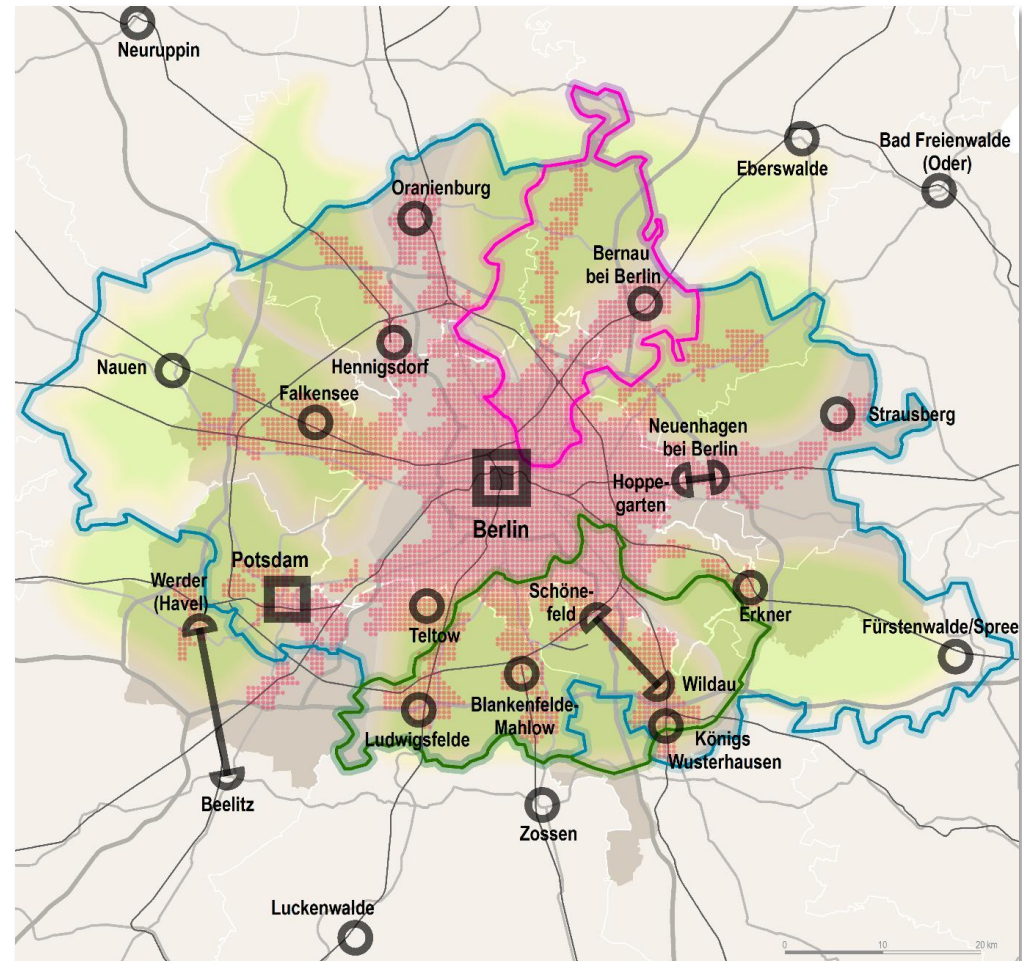 Neuruppin
Bad Freienwalde
(Oder)
Eberswalde
Oranienburg
Bernau
bei Berlin
Hennigsdorf
Nauen
Falkensee
Strausberg
Neuenhagen
bei Berlin
Hoppe-
garten
Berlin
Potsdam
Werder
(Havel)
Schöne-
feld
Erkner
Teltow
Fürstenwalde/Spree
Wildau
Blankenfelde-
Mahlow
Ludwigsfelde
Königs
Wusterhausen
Beelitz
Zossen
Luckenwalde
0 10 20 km